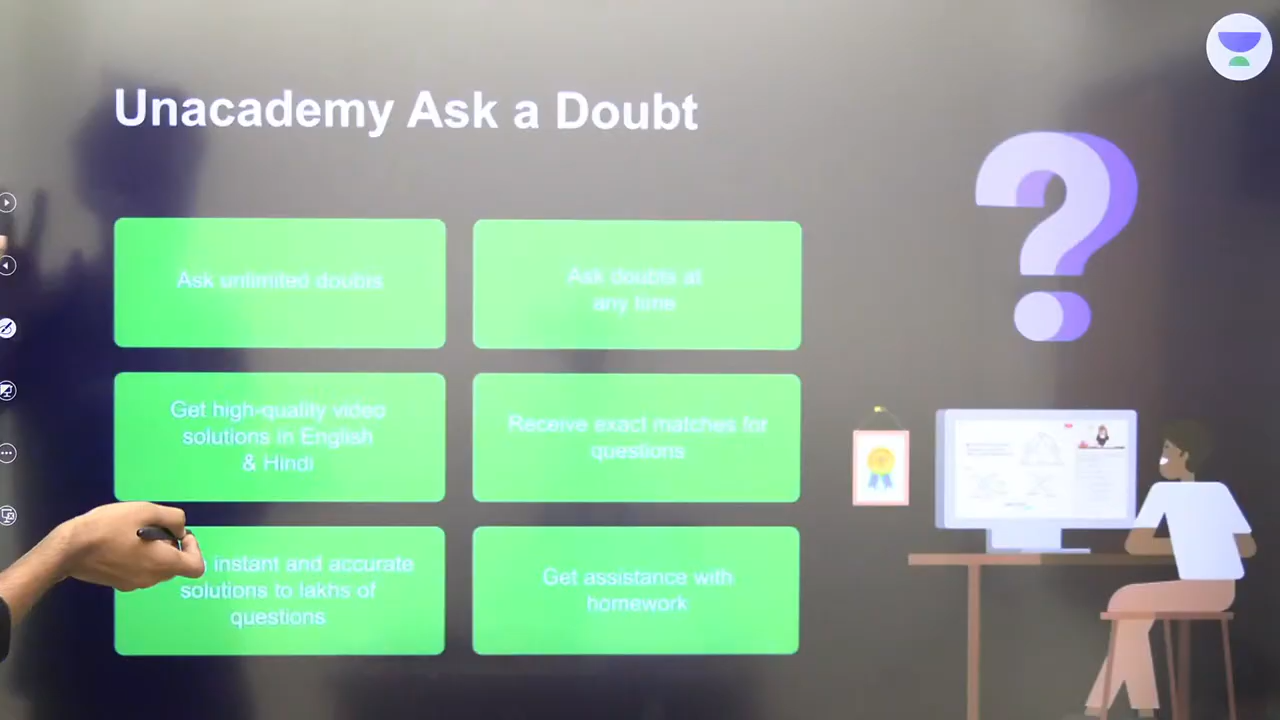 Unacademy Ask a Doubt
Ask unlimited doubts
Ask doubts at
any time
Get high-quality video
solutions in English
& Hindi
Receive exact matches for
questions
instant and accurate
solutions to lakhs of
questions
Get assistance with
homework